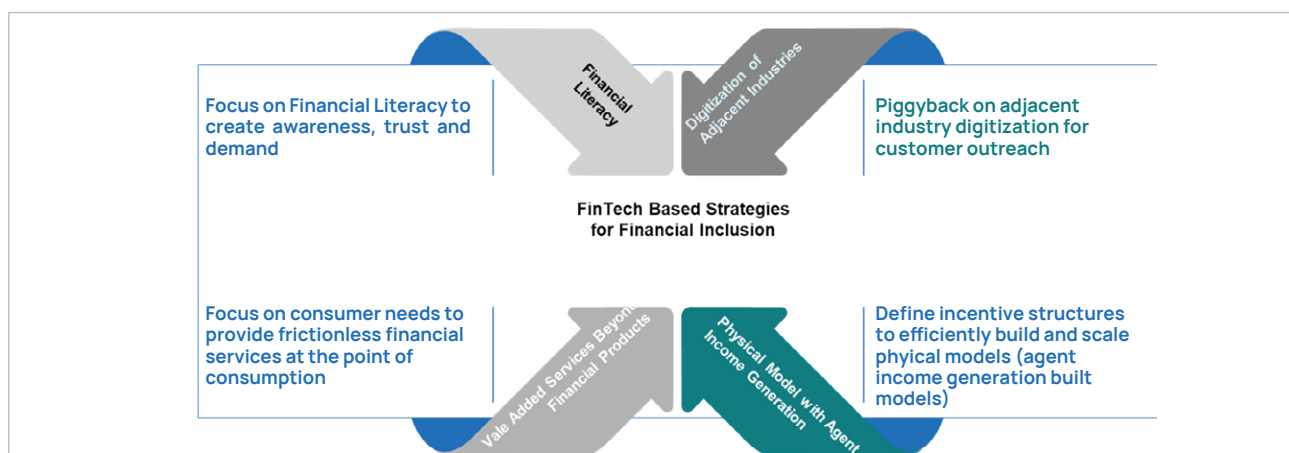 Financial
Literacy
Digitization of
Adjacent Industries
Focus on Financial Literacy to
create awareness, trust and
demand
Piggyback on adjacent
industry digitization for
customer outreach
FinTech Based Strategies
for Financial Inclusion
Focus on consumer needs to
provide frictionless financial
services at the point of
consumption
Vale Added Services Beyond
Financial Products
Physical Model with Agent
Income Generation
Define incentive structures
to efficiently build and scale
phyical models (agent
income generation built
models)